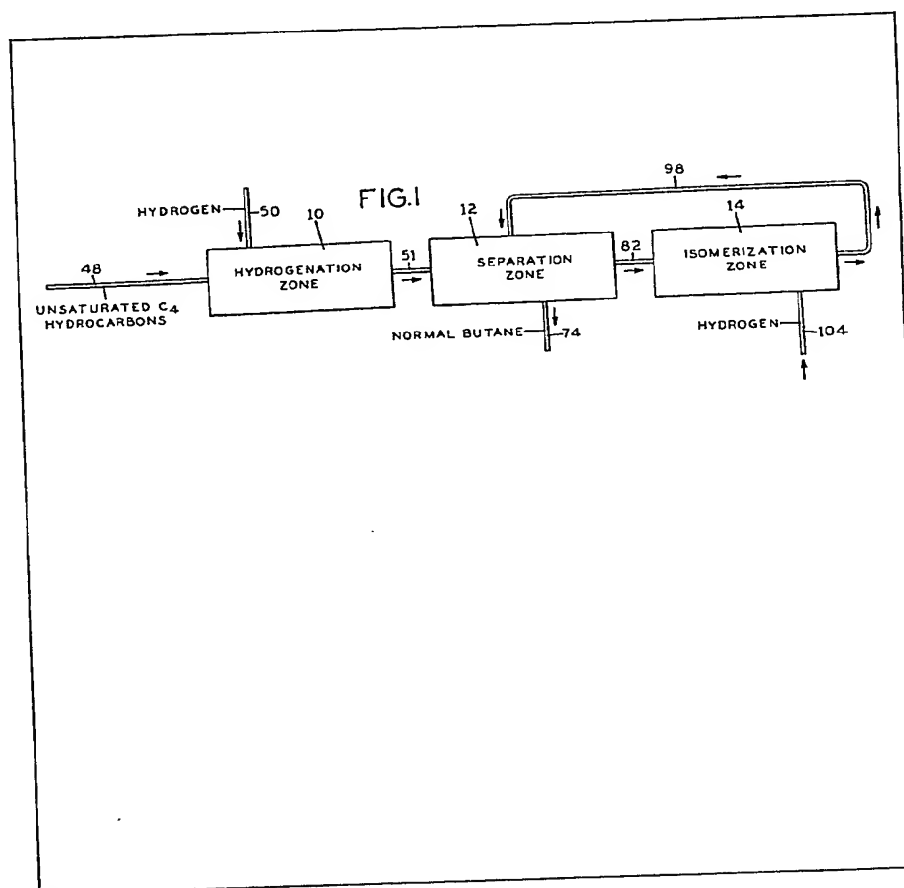 FIG.1
98
HYDROGEN
50
10
12
14
48
HYDROGENATION
ZONE
51
SEPARATION
ZONE
82
ISOMERIZATION
ZONE
UNSATURATED C4
HYDROCARBONS
NORMAL BUTANE
74
HYDROGEN
104